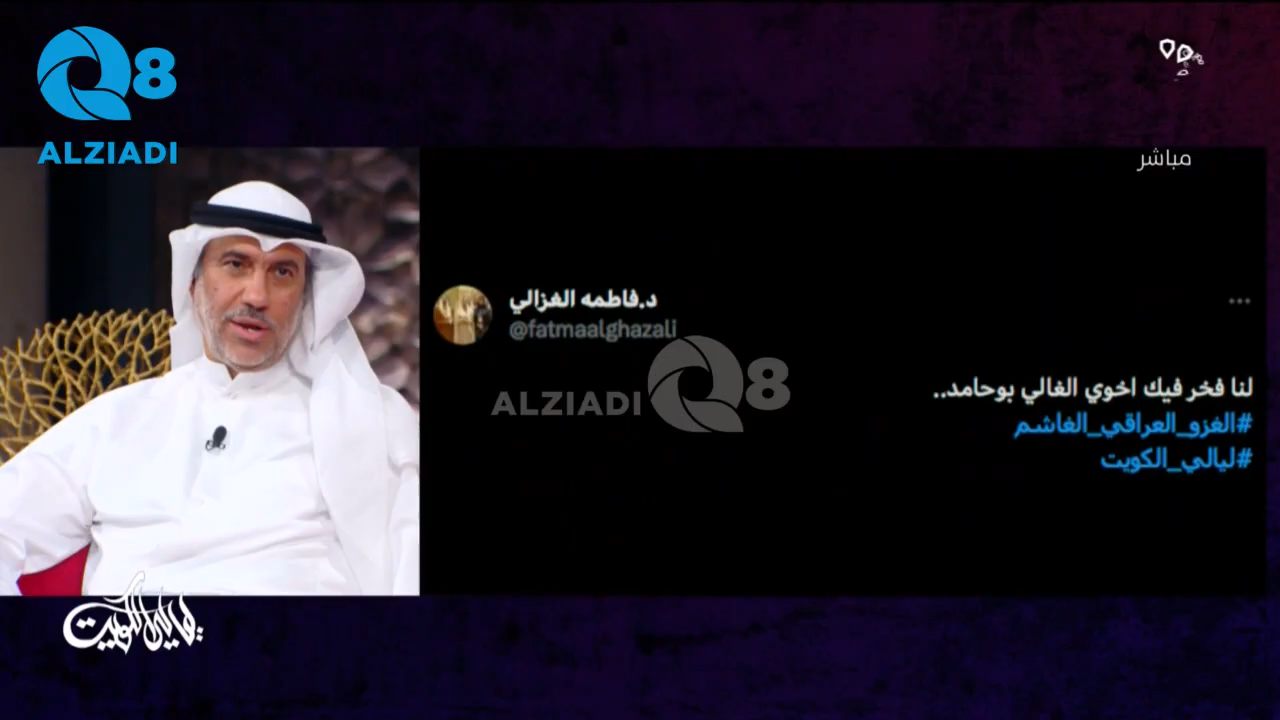 Q8
ALZIADI
مباشر
د.فاطمه الغزالي
@fatmaalghazali
...
لنا فخر فيك اخوي الغالي بوحامد..
#الغزو_العراقي_الغاشم
#ليالي_الكويت
ALZIADI Q8
ليالي الكويت